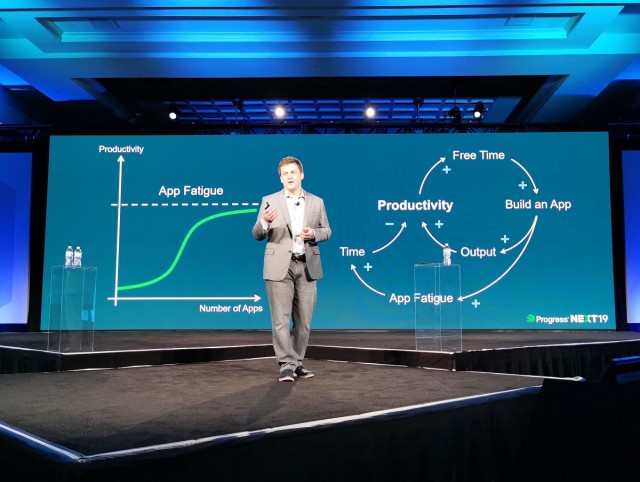 Productivity
App Fatigue
Number of Apps
Free Time
+
+
Productivity
Build an App
–
+
+
Time
Output
+
+
App Fatigue
+
Progress NEXT19